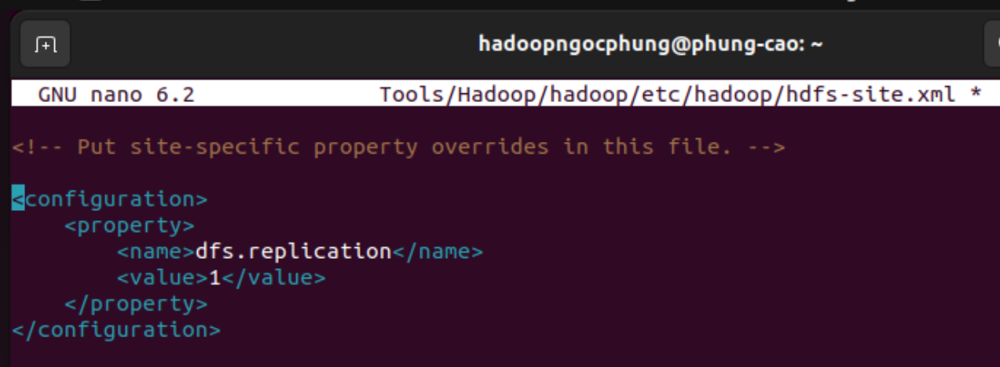 hadoopngocphung@phung-cao: ~
GNU nano 6.2 Tools/Hadoop/hadoop/etc/hadoop/hdfs-site.xml *
<!-- Put site-specific property overrides in this file. -->
<configuration>
    <property>
        <name>dfs.replication</name>
        <value>1</value>
    </property>
</configuration>